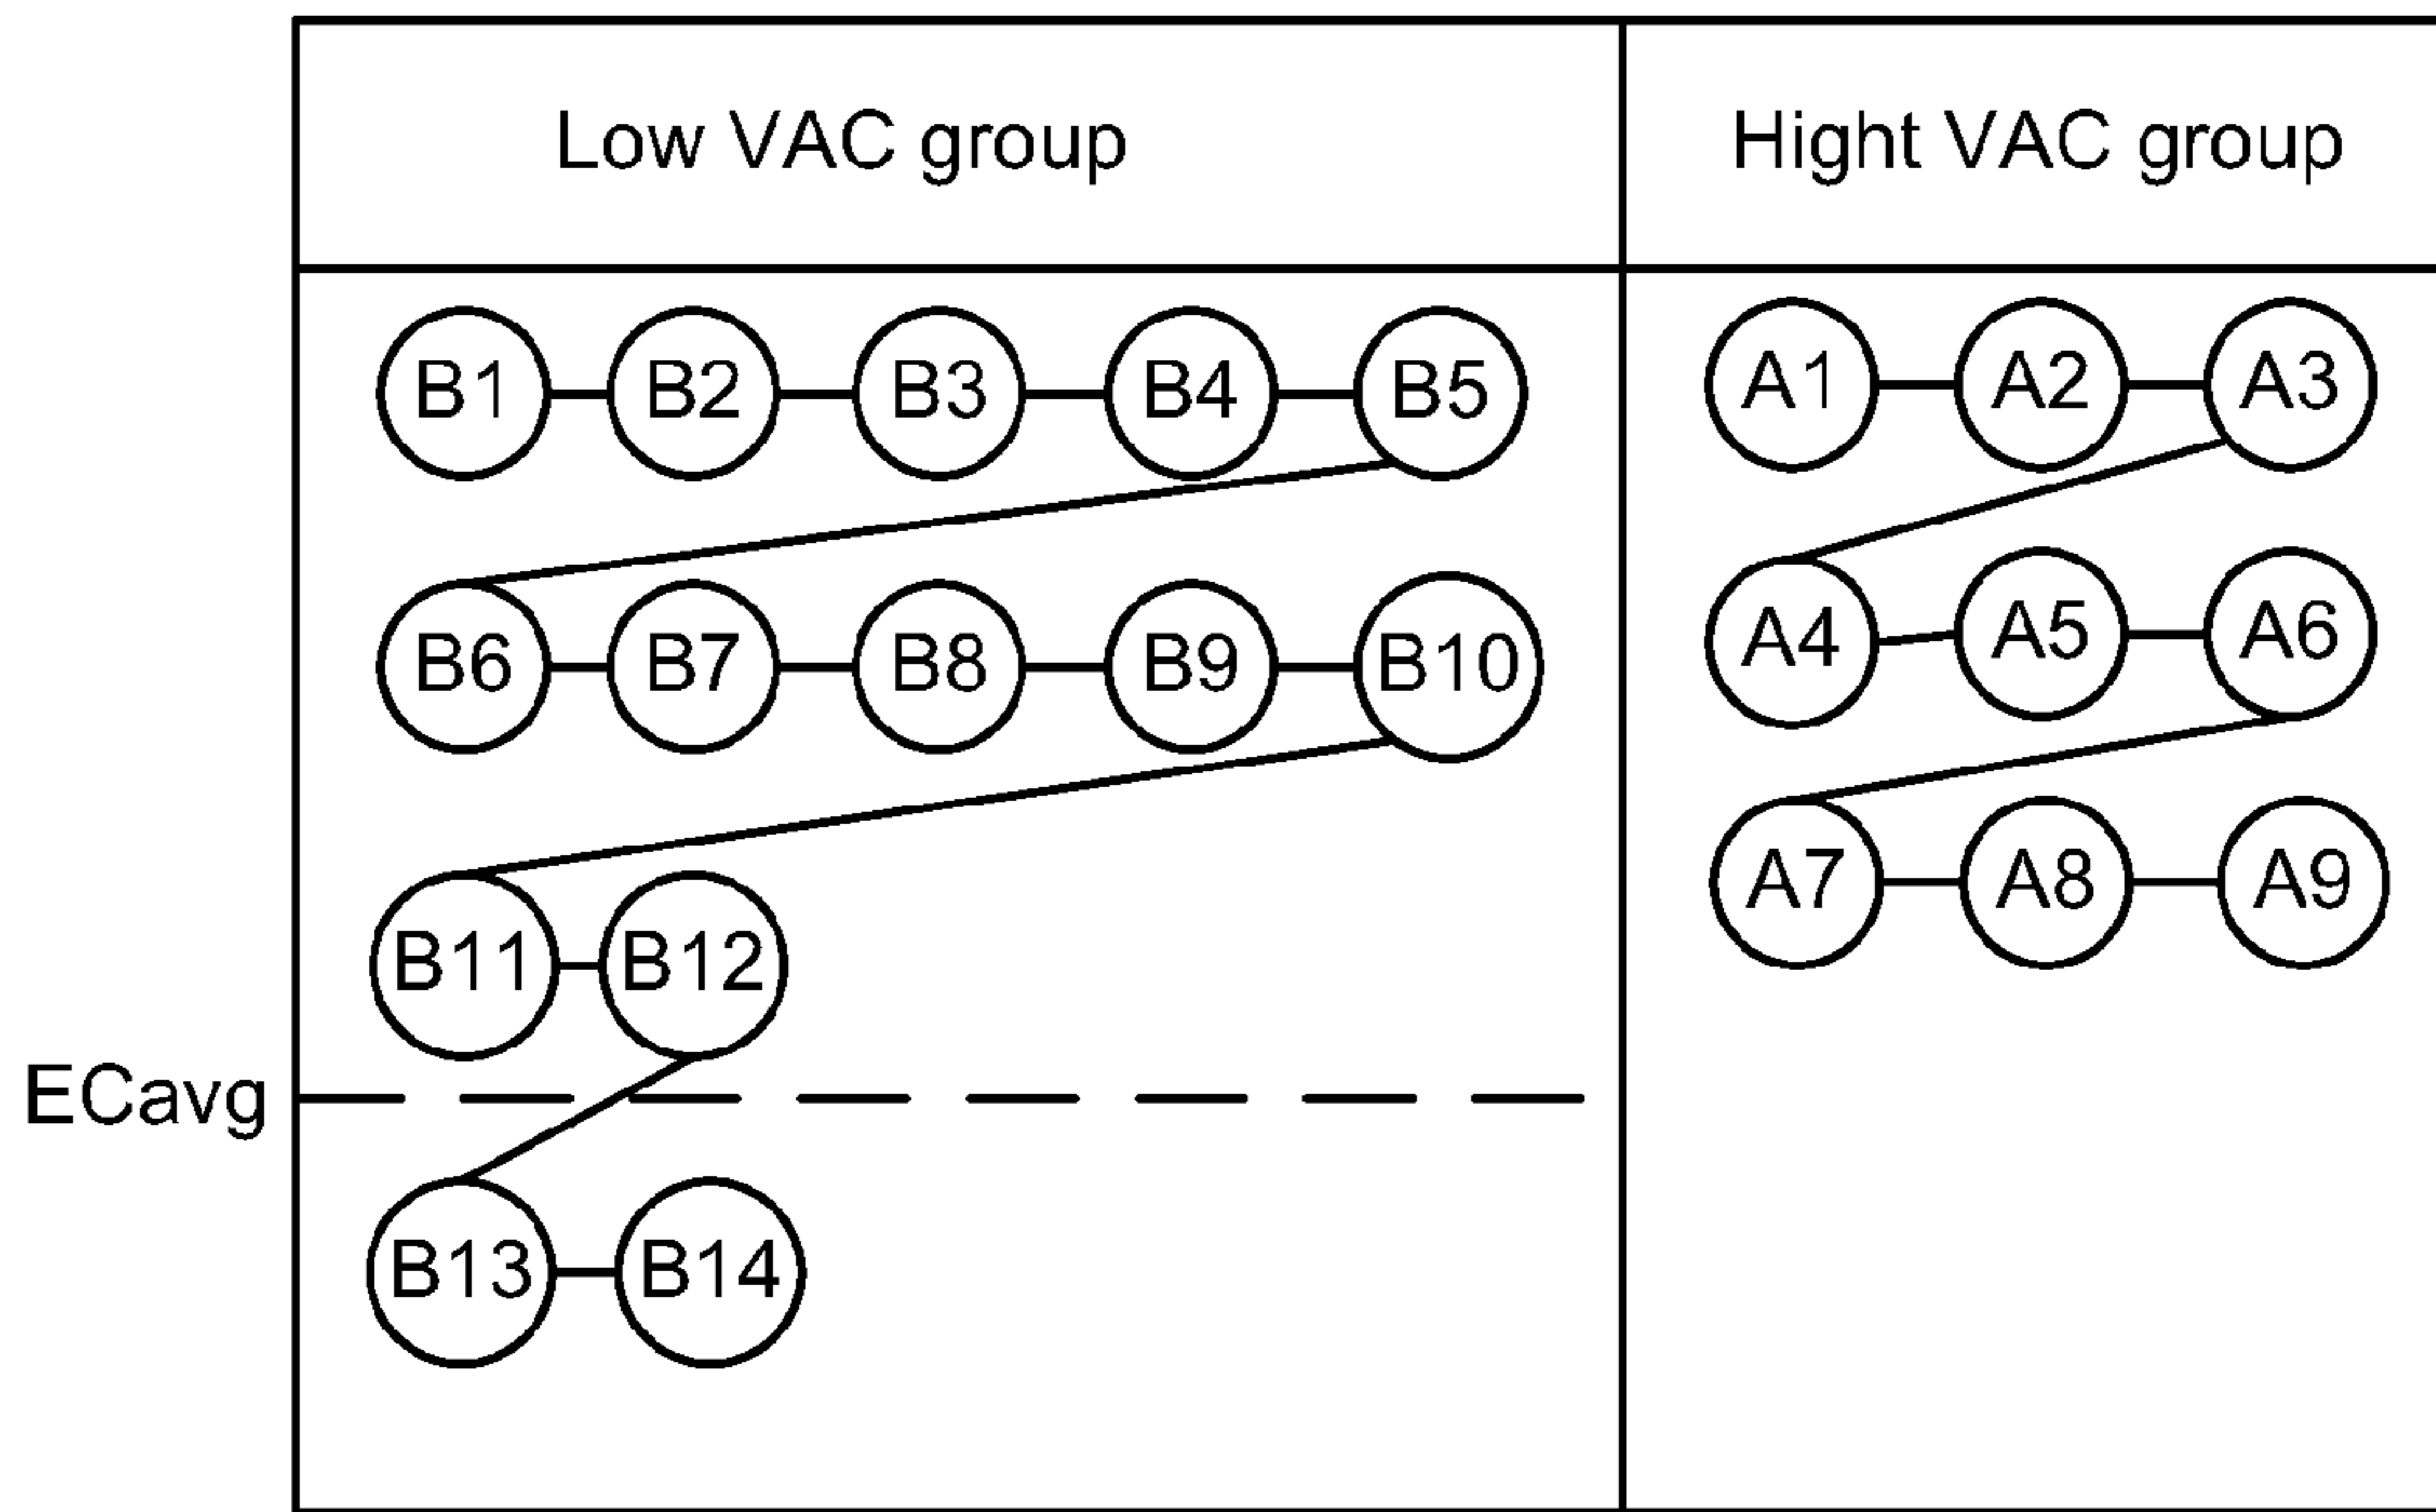 Low VAC group
Hight VAC group
B1 B2 B3 B4 B5
A1 A2 A3
B6 B7 B8 B9 B10
A4 A5 A6
B11 B12
A7 A8 A9
ECavg
B13 B14